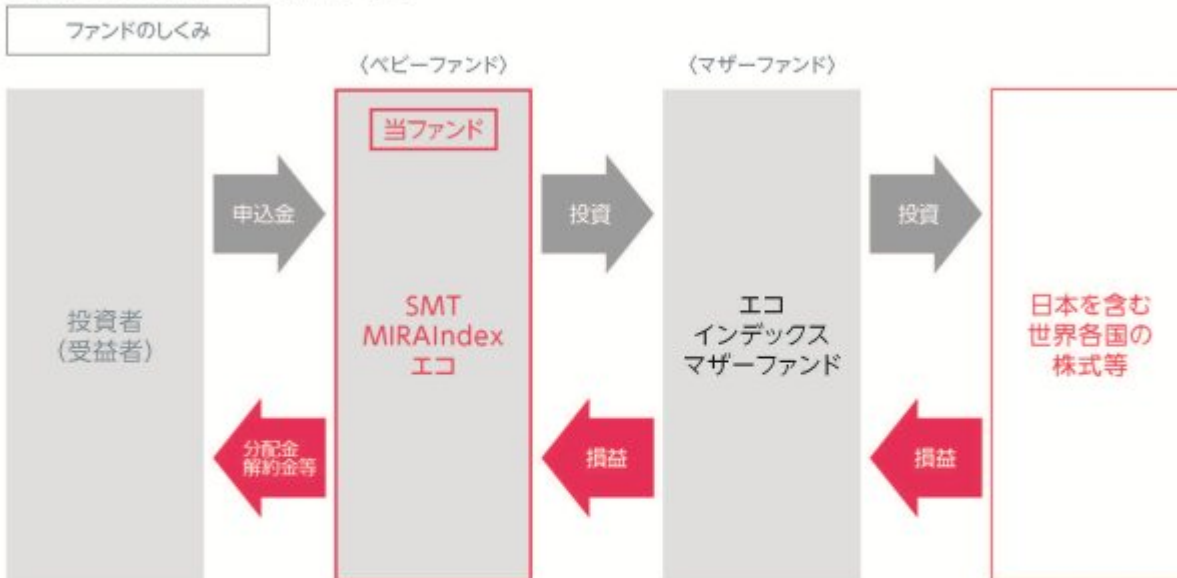 ファンドのしくみ
〈ベビーファンド〉
〈マザーファンド〉
当ファンド
申込金
投資
投資
投資者
(受益者)
SMT
MIRAIndex
エコ
エコ
インデックス
マザーファンド
日本を含む
世界各国の
株式等
分配金
解約金等
損益
損益